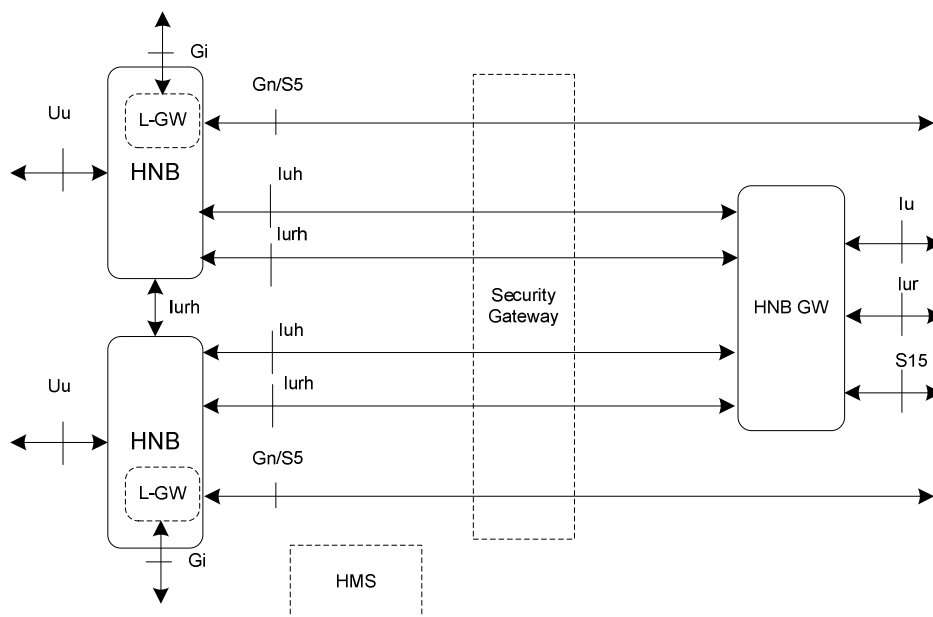 Gi
Gn/S5
Uu
L-GW
HNB
Iuh
Iu
Iurh
Iur
Security
Gateway
HNB GW
Iurh
Iuh
S15
Uu
Iurh
HNB
Gn/S5
L-GW
Gi
HMS